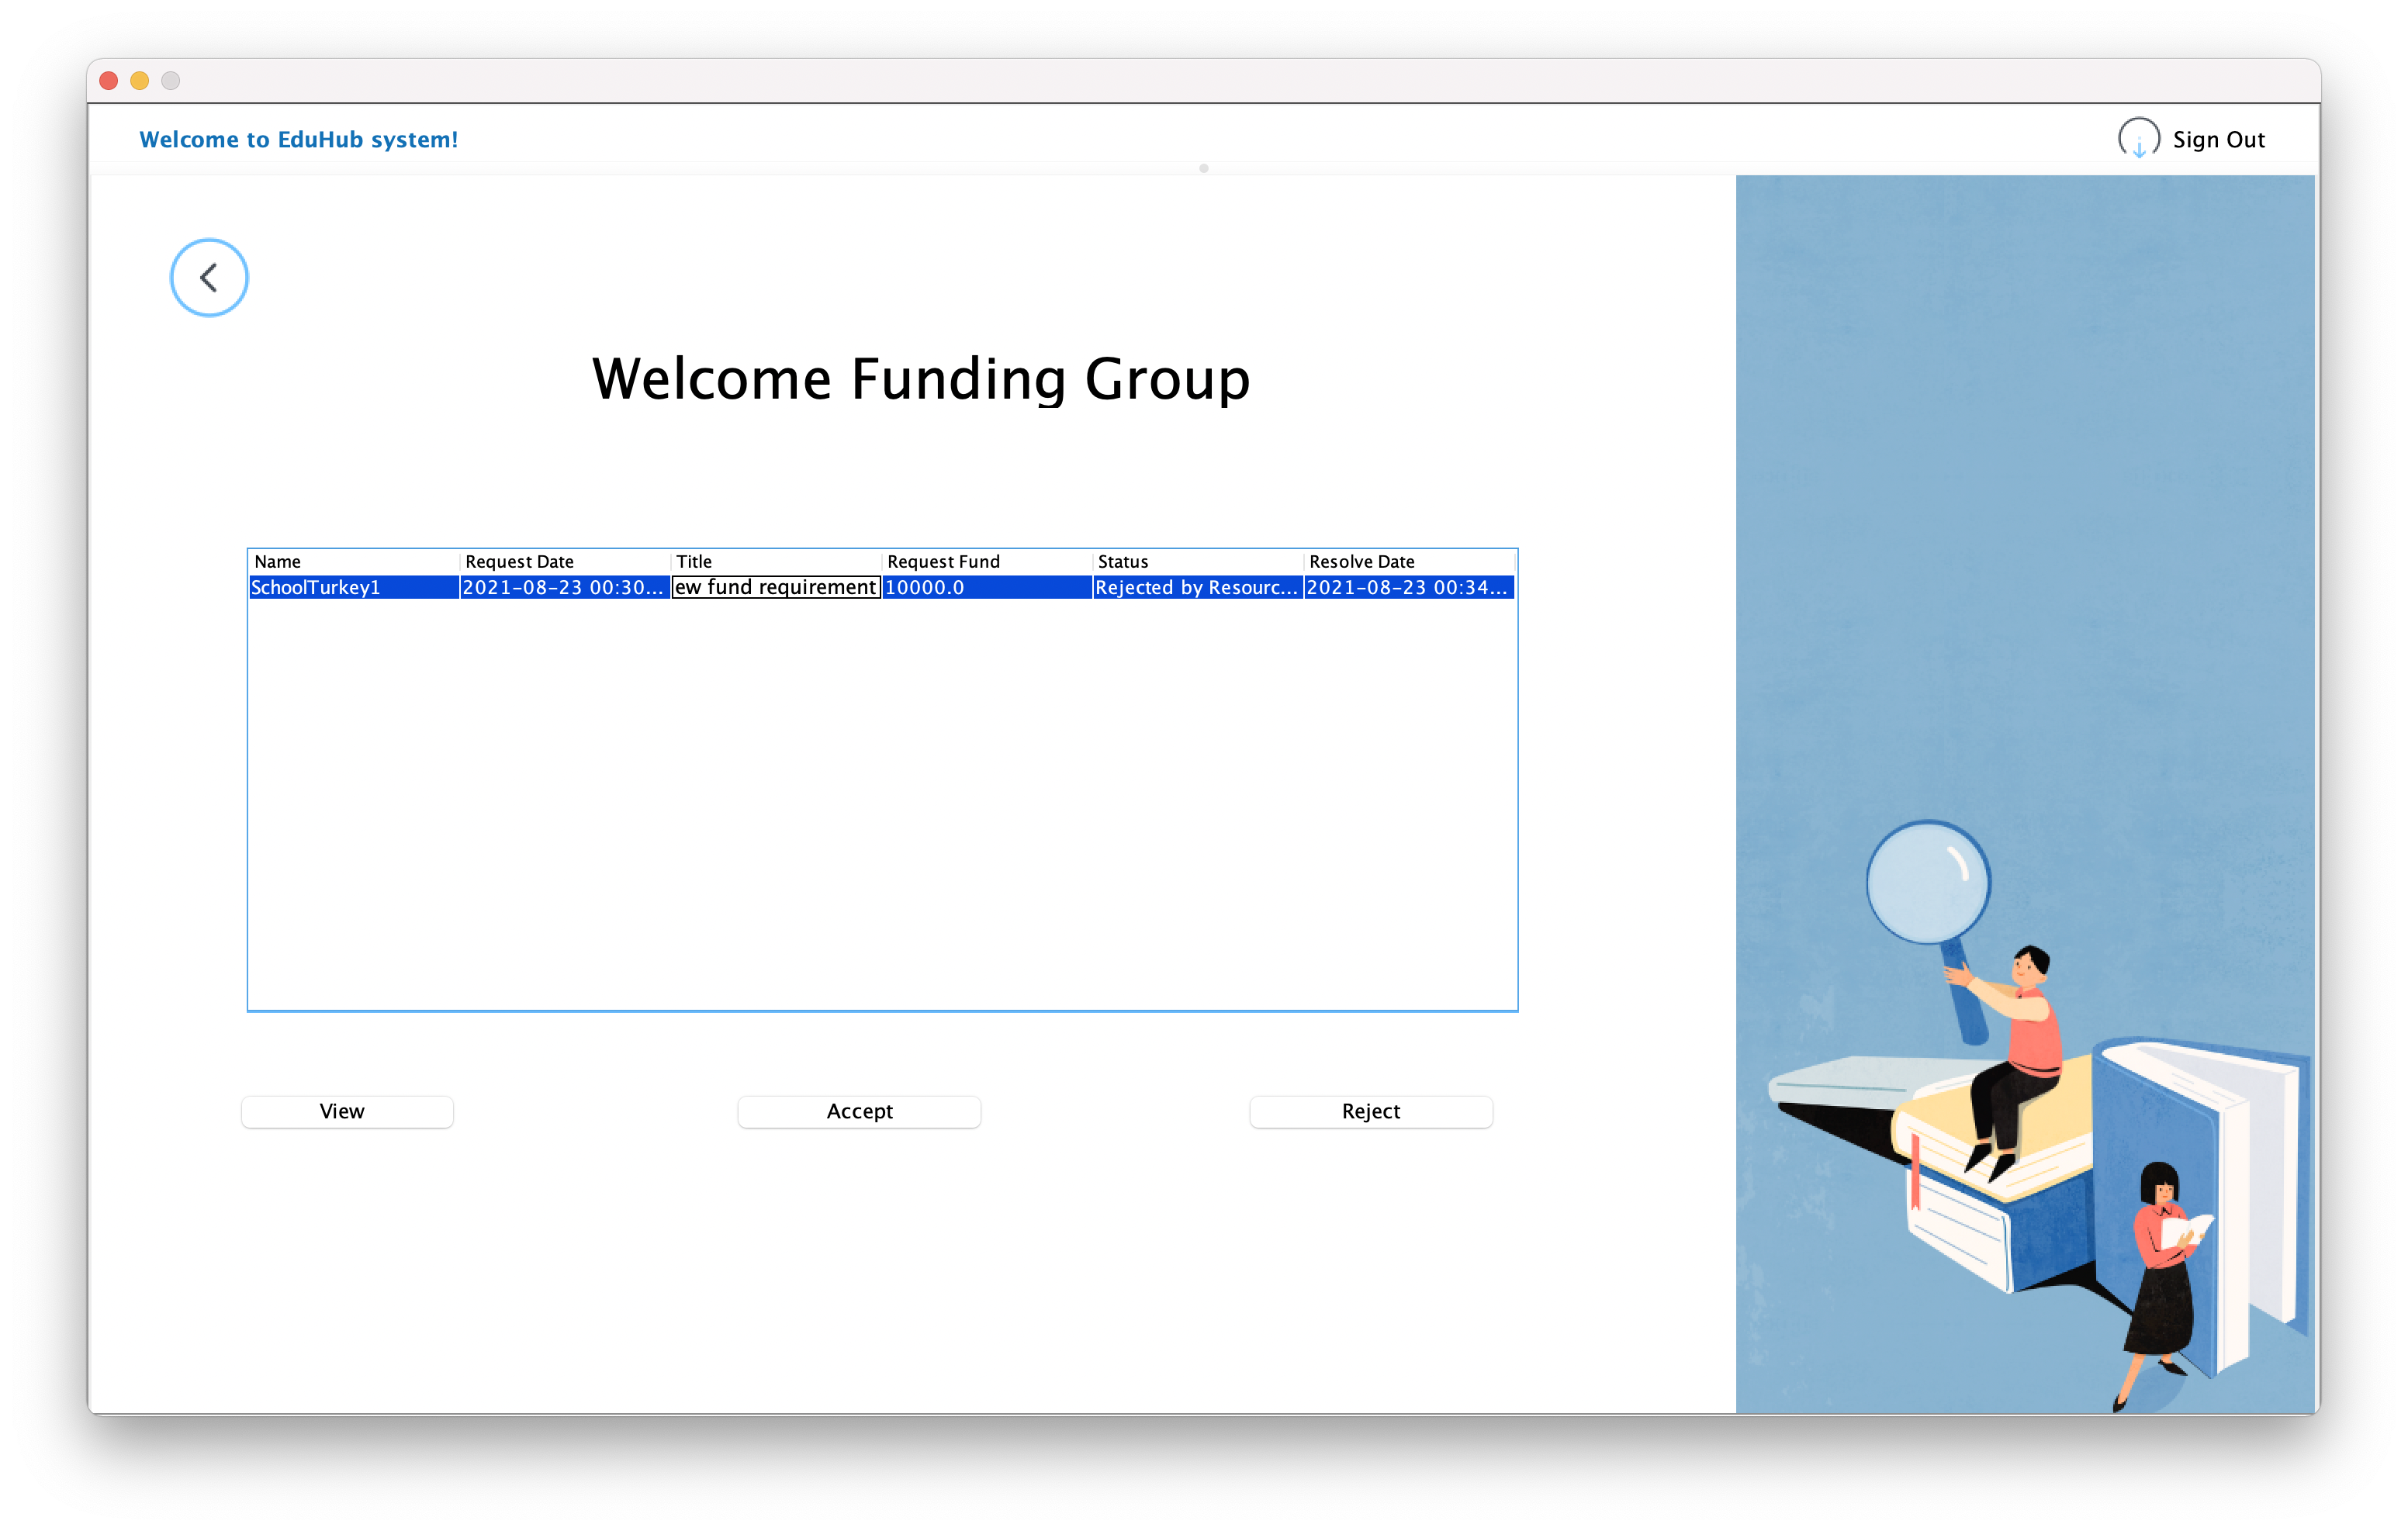 Welcome to EduHub system!
Sign Out
Welcome Funding Group
Name Request Date Title Request Fund Status Resolve Date
SchoolTurkey1 2021-08-23 00:30... ew fund requirement 10000.0 Rejected by Resourc... 2021-08-23 00:34...
View Accept Reject